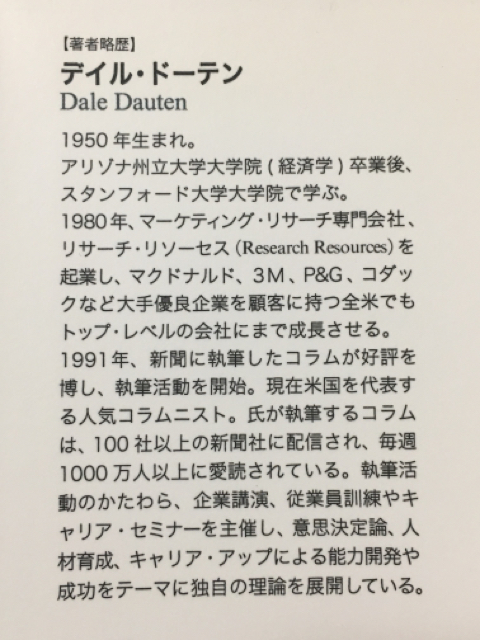 【著者略歴】
デイル・ドーテン
Dale Dauten
1950年生まれ。
アリゾナ州立大学大学院(経済学)卒業後、
スタンフォード大学大学院で学ぶ。
1980年、マーケティング・リサーチ専門会社、
リサーチ・リソーセス(Research Resources)を
起業し、マクドナルド、3M、P&G、コダッ
クなど大手優良企業を顧客に持つ全米でも
トップ・レベルの会社にまで成長させる。
1991年、新聞に執筆したコラムが好評を
博し、執筆活動を開始。現在米国を代表す
る人気コラムニスト。氏が執筆するコラム
は、100社以上の新聞社に配信され、毎週
1000万人以上に愛読されている。執筆活
動のかたわら、企業講演、従業員訓練やキ
ャリア・セミナーを主催し、意思決定論、人
材育成、キャリア・アップによる能力開発や
成功をテーマに独自の理論を展開している。